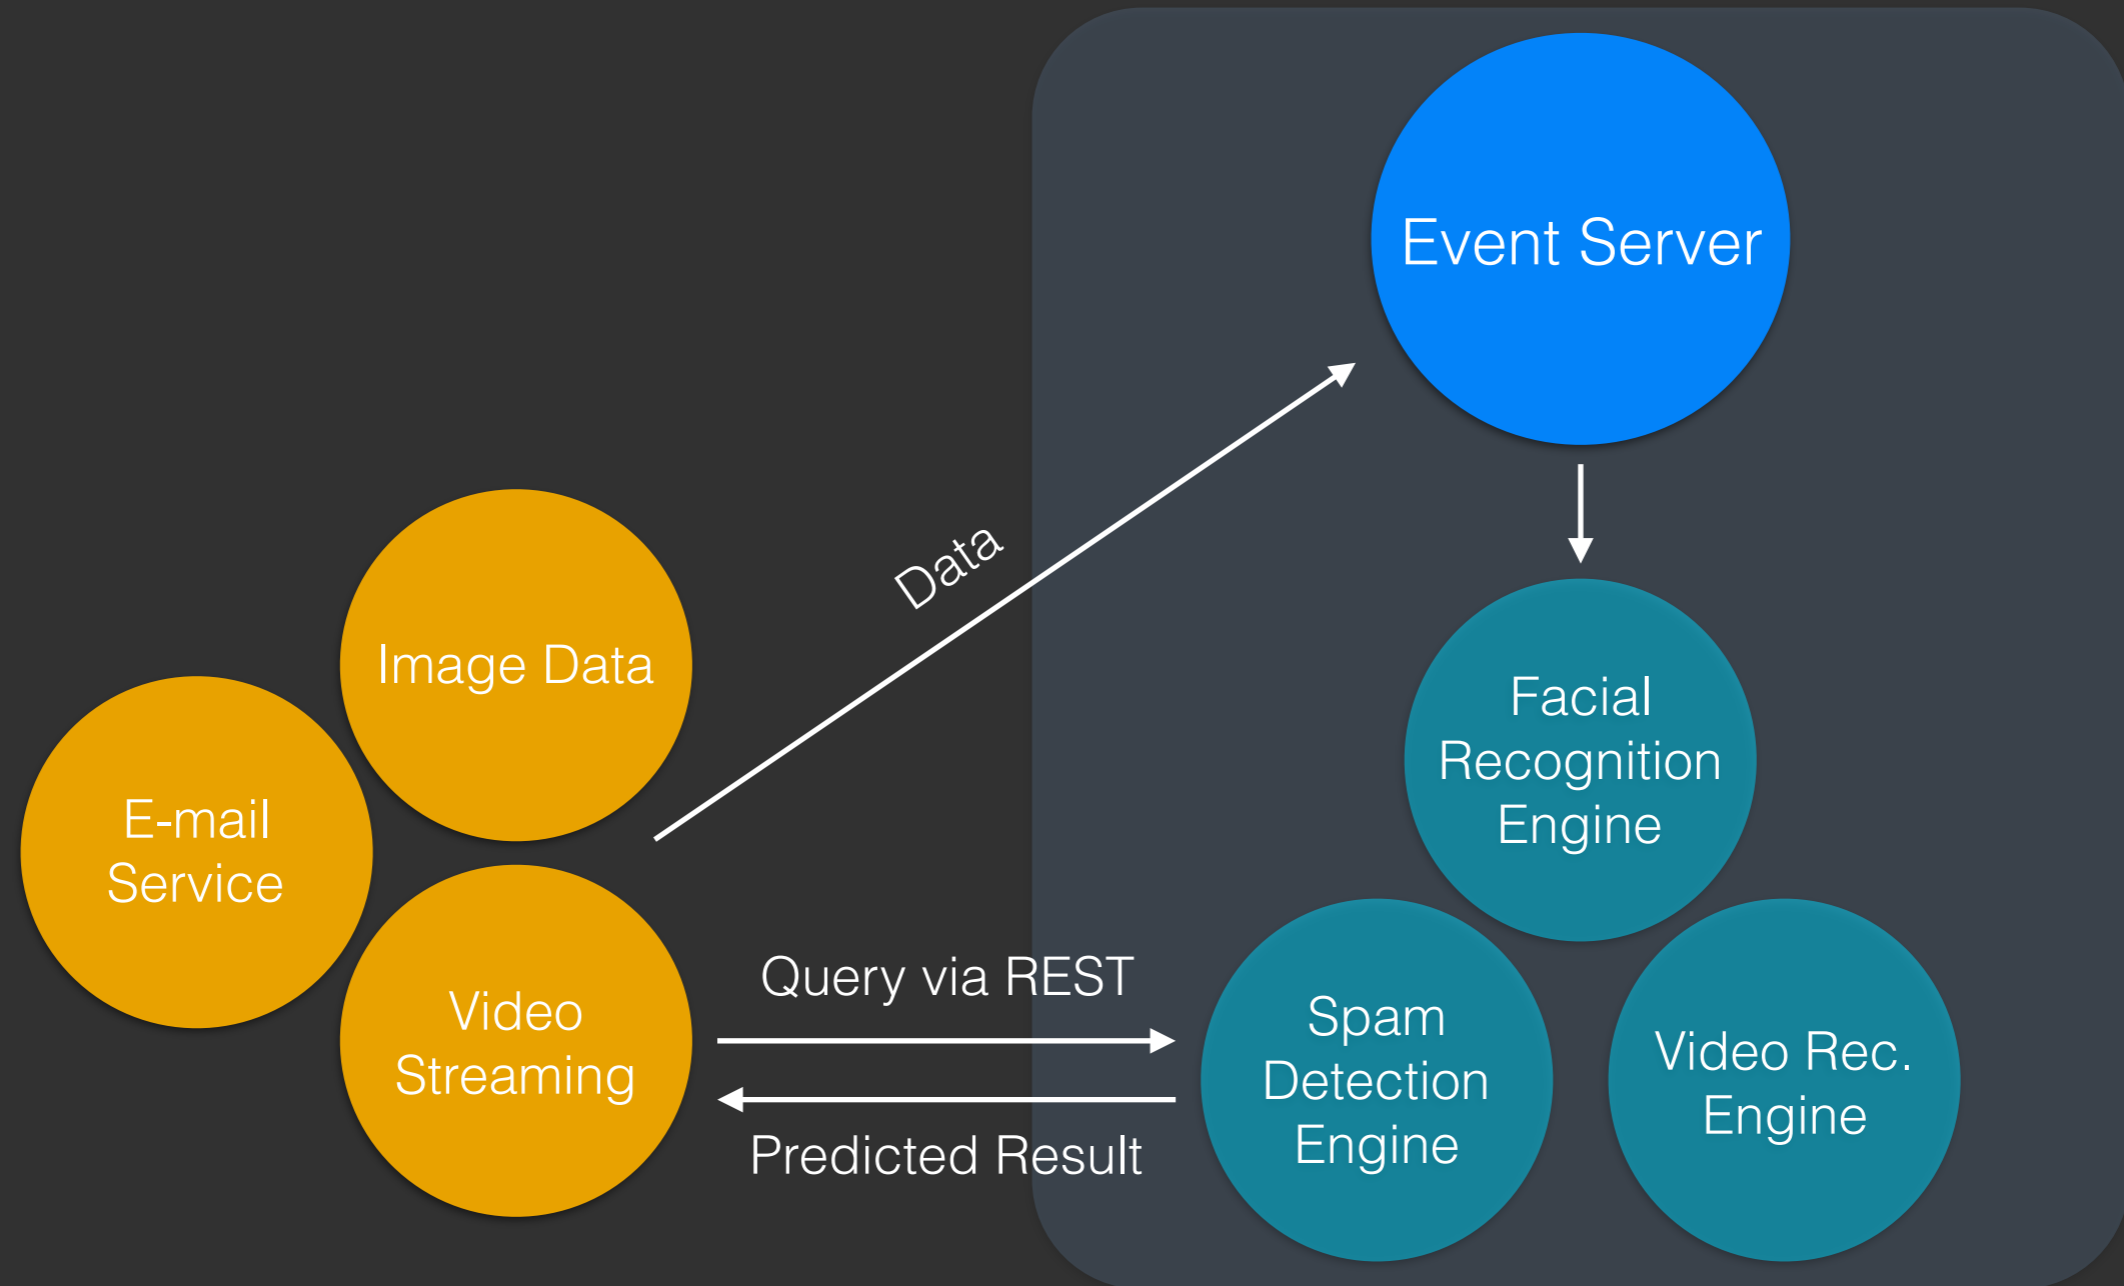 Event Server
Data
Image Data
E-mail
Service
Video
Streaming
Query via REST
Predicted Result
Facial
Recognition
Engine
Spam
Detection
Engine
Video Rec.
Engine